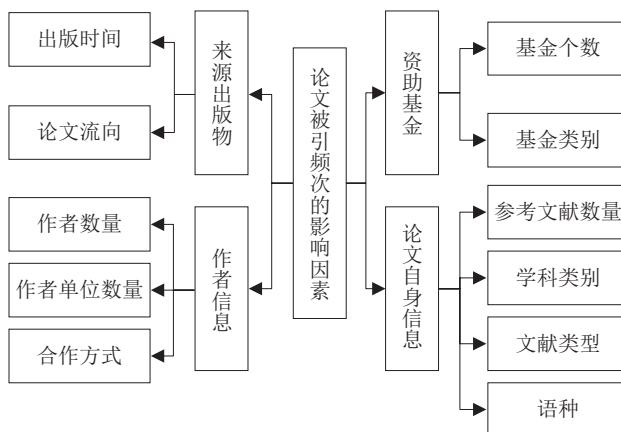 出版时间
论文流向
来源出版物
作者数量
作者单位数量
合作方式
作者信息
论文被引频次的影响因素
资助基金
基金个数
基金类别
论文自身信息
参考文献数量
学科类别
文献类型
语种